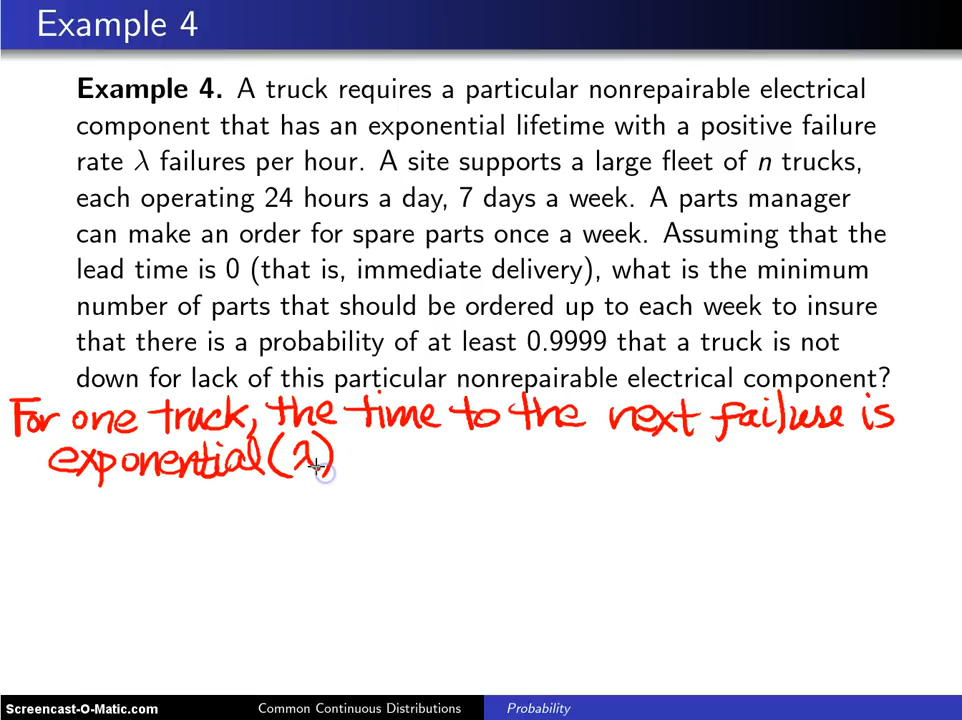 Example 4
Example 4. A truck requires a particular nonrepairable electrical
component that has an exponential lifetime with a positive failure
rate λ failures per hour. A site supports a large fleet of n trucks,
each operating 24 hours a day, 7 days a week. A parts manager
can make an order for spare parts once a week. Assuming that the
lead time is 0 (that is, immediate delivery), what is the minimum
number of parts that should be ordered up to each week to insure
that there is a probability of at least 0.9999 that a truck is not
down for lack of this particular nonrepairable electrical component?
For one truck, the time to the next failure is
exponential(λ)
Screencast-O-Matic.com Common Continuous Distributions Probability